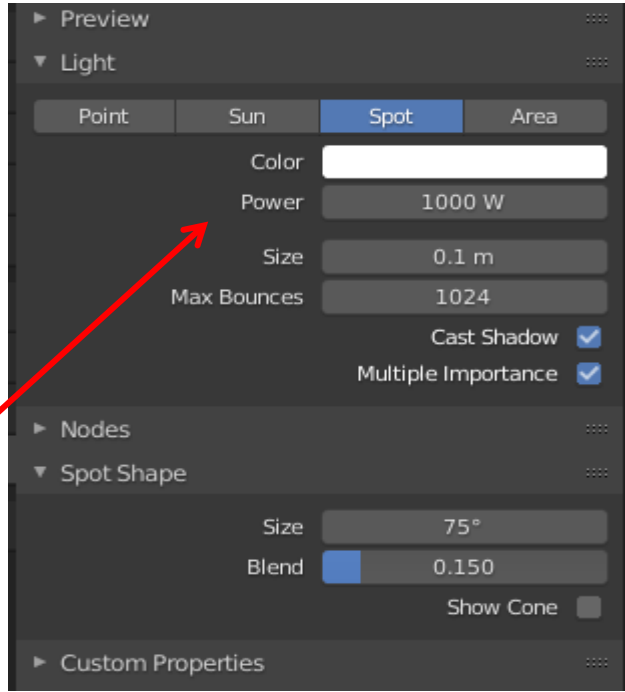 Preview
Light
Point Sun Spot Area
Color
Power 1000 W
Size 0.1 m
Max Bounces 1024
Cast Shadow
Multiple Importance
Nodes
Spot Shape
Size 75°
Blend 0.150
Show Cone
Custom Properties